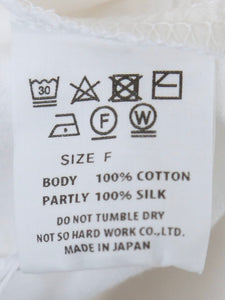 30
F W
SIZE F
BODY 100% COTTON
PARTLY 100% SILK
DO NOT TUMBLE DRY
NOT SO HARD WORK CO.,LTD.
MADE IN JAPAN